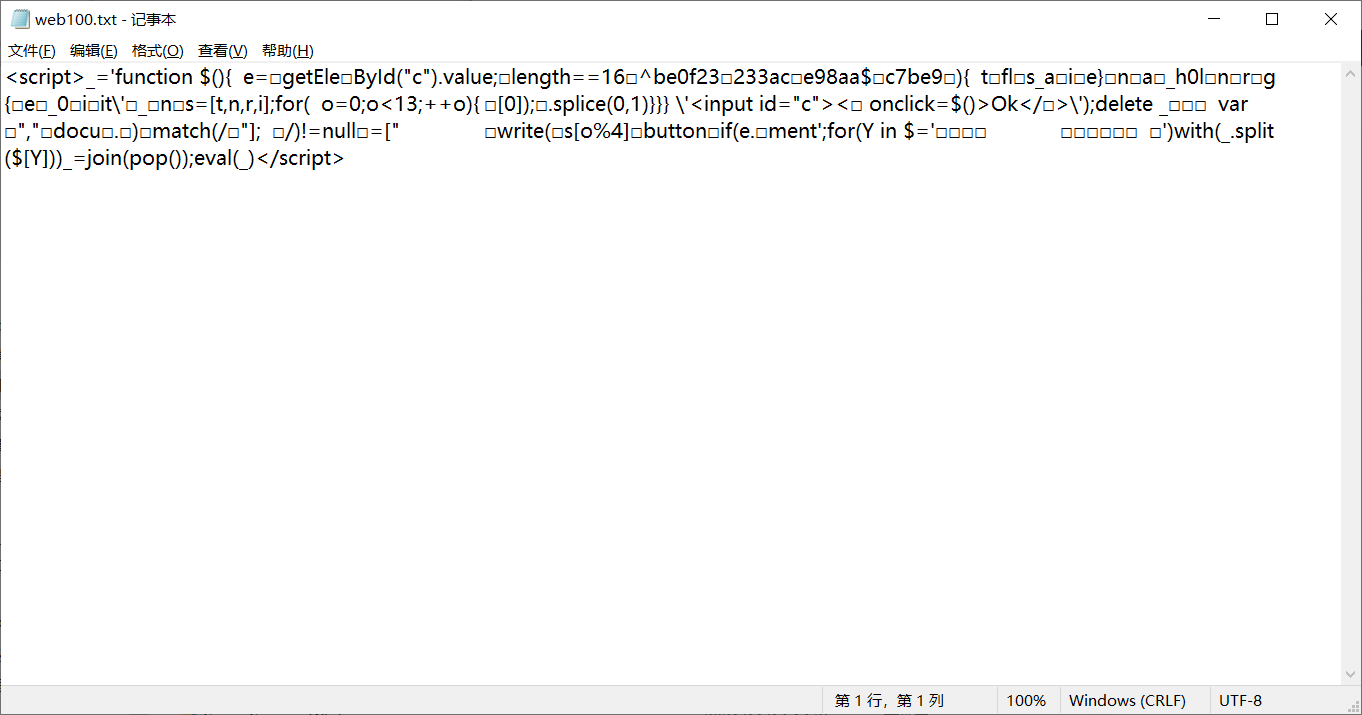 web100.txt - 记事本
文件(F) 编辑(E) 格式(O) 查看(V) 帮助(H)
<script>_='function $(){ e=□getEle□ById("c").value;□length==16□^be0f23□233ac□e98aa$□c7be9□){ t□fl□s_a□i□e}□n□a□_h0l□n□r□g
{□e□_0□i□it\'□_□n□s=[t,n,r,i];for( o=0;o<13;++o){ □[0]);□.splice(0,1)}}} \'<input id="c"><□ onclick=$()>Ok</□>\');delete _□□□ var
□","□docu□.□)□match(/□"]; □/)!=null□=[" □write(□s[o%4]□button□if(e.□ment';for(Y in $='□□□□ □□□□□□ □')with(_.split
($[Y]))_=join(pop());eval(_)</script>
第 1 行，第 1 列 100% Windows (CRLF) UTF-8